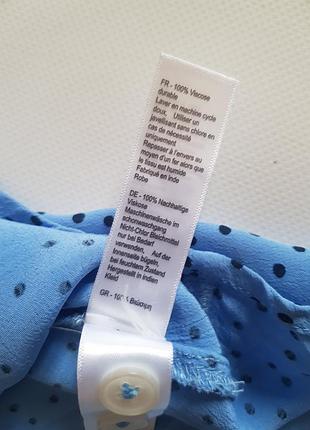 FR - 100% Viscose
durable
Laver en machine cycle
doux, Utiliser un
javellisant sans chlore en
cas de nécessité
uniquement
Repasser à l'envers au
moyen d'un fer alors que
le tissu est humide
Fabriqué en inde
Robe
DE - 100% Nachhaltige
Viskose
Maschinenwäsche im
schonwaschgang
Nicht-Chlor Bleichmittel
nur bei Bedarf
verwenden, Auf der
Innenseite bügeln,
bei feuchtem Zustand
Hergestellt in Indien
Kleid
GR - 100% Βιώσιμη